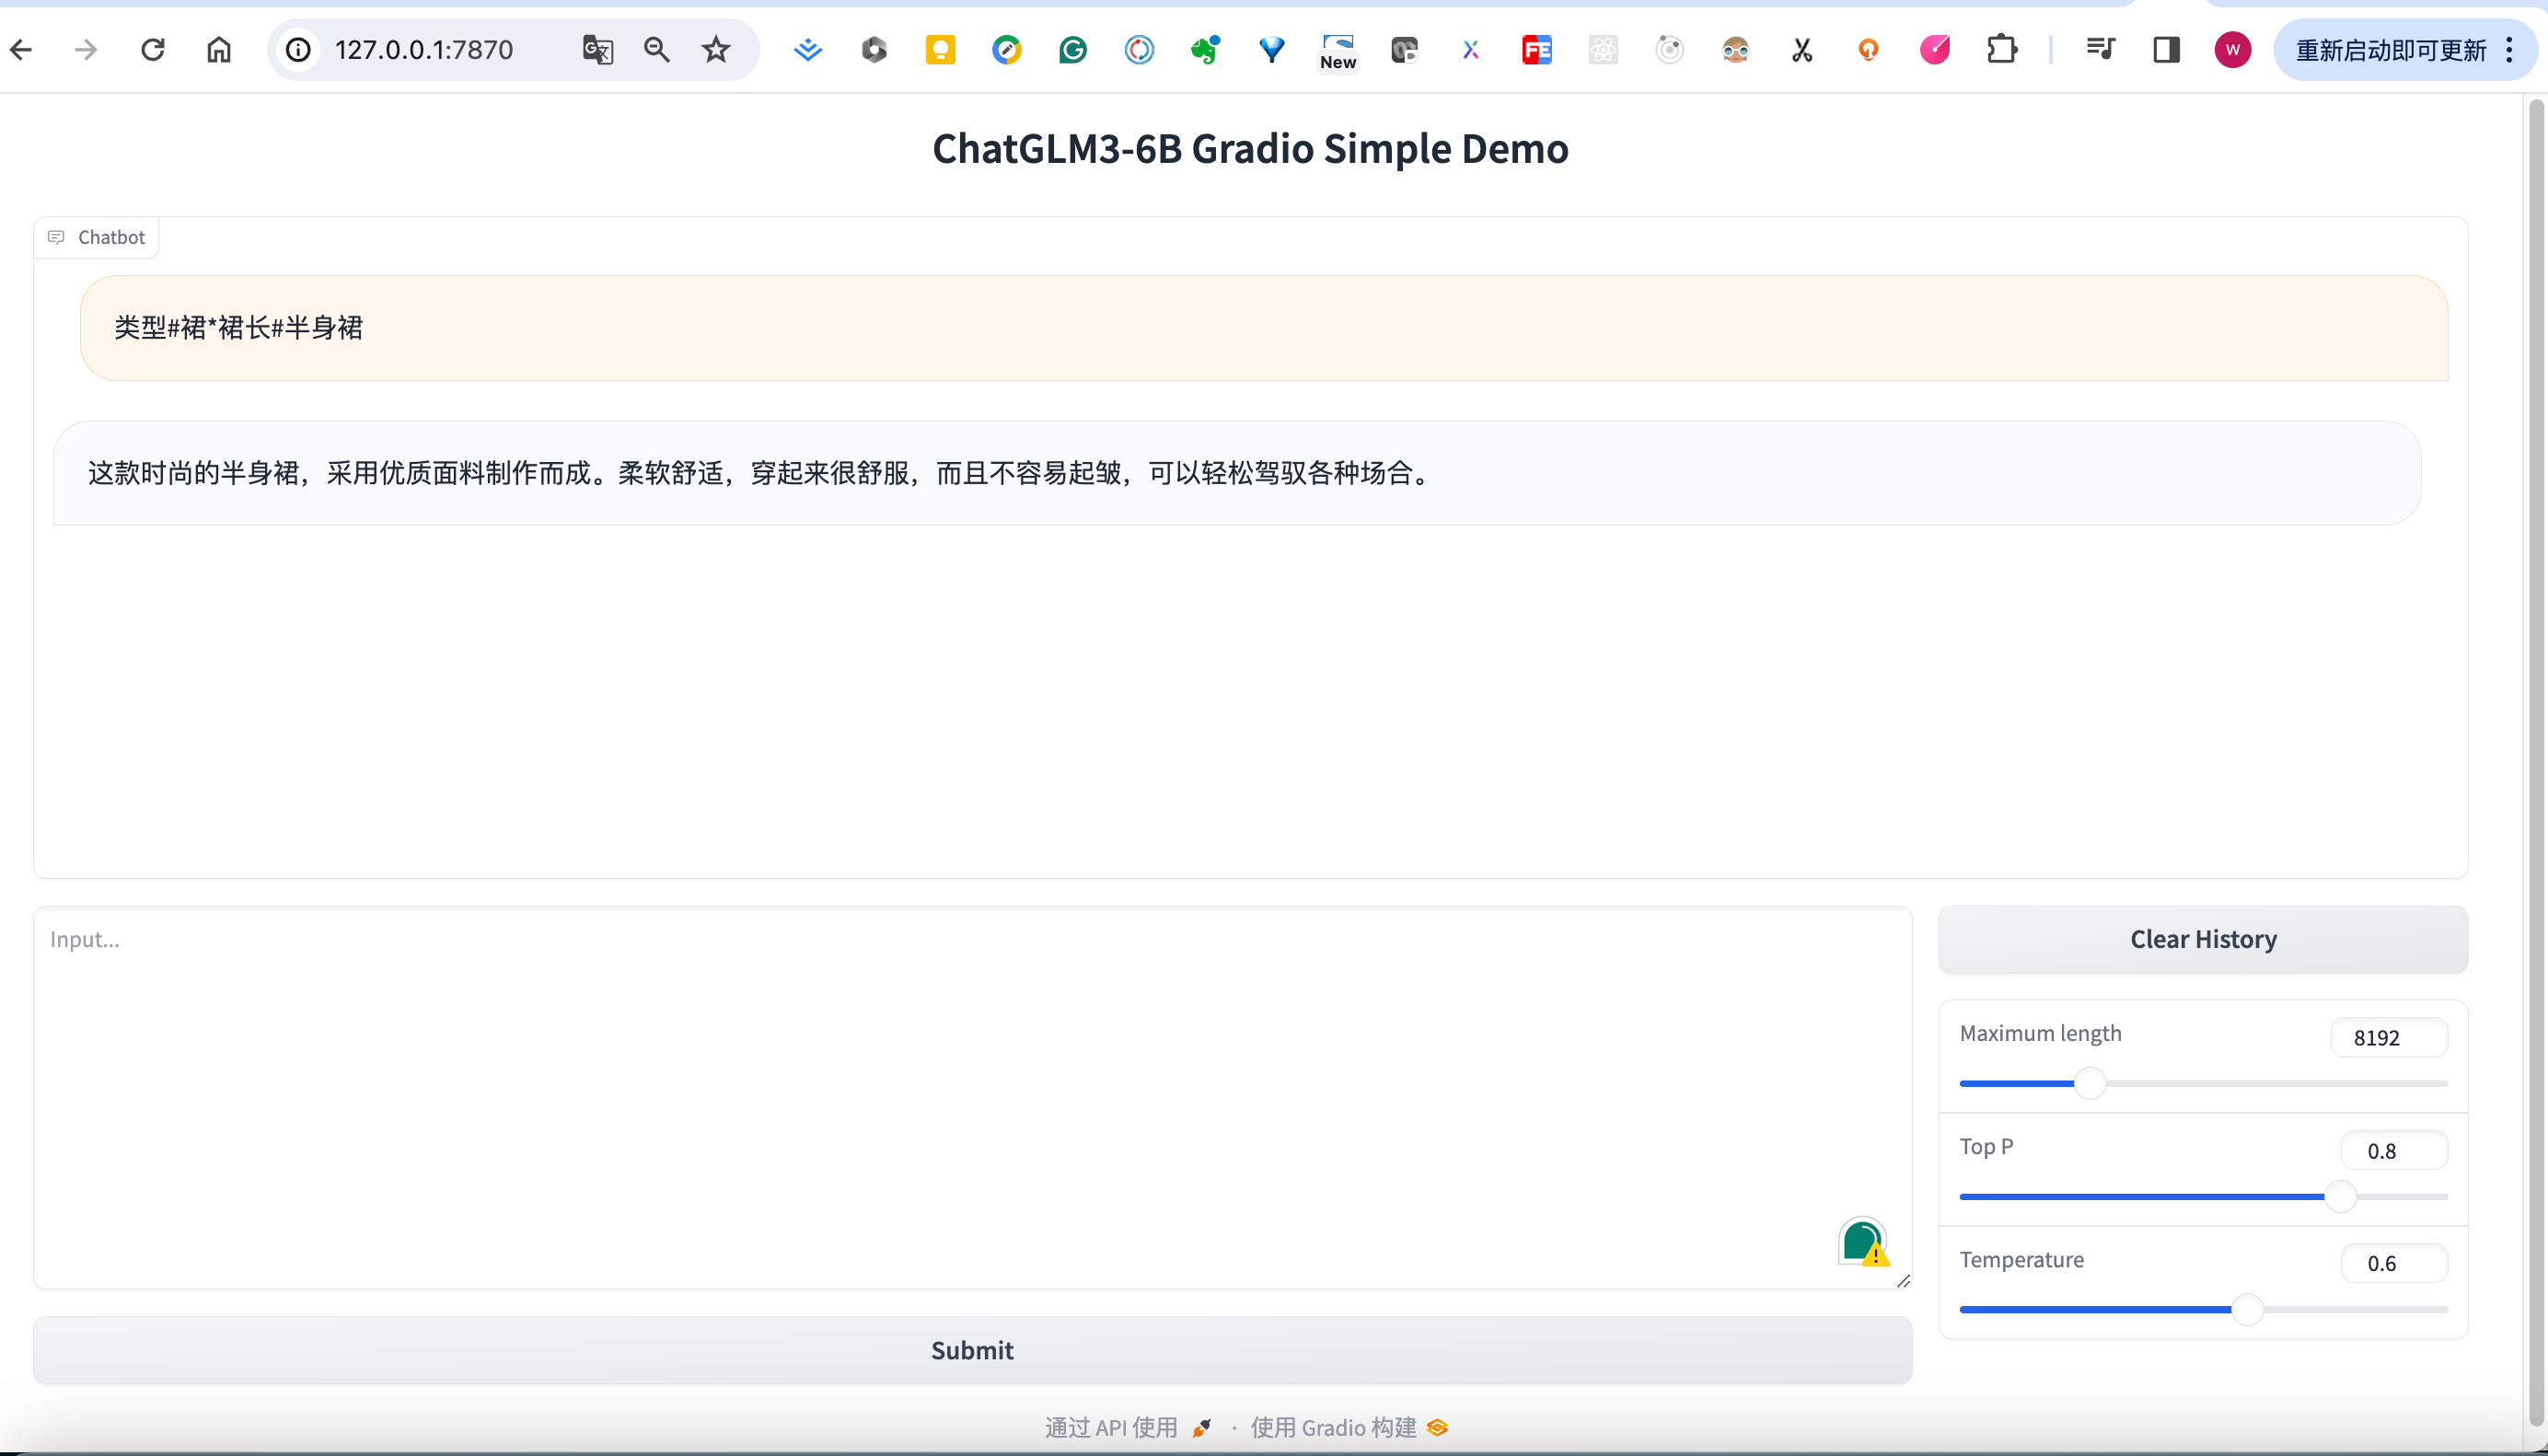 127.0.0.1:7870
New
FE
W
重新启动即可更新
ChatGLM3-6B Gradio Simple Demo
Chatbot
类型#裙*裙长#半身裙
这款时尚的半身裙，采用优质面料制作而成。柔软舒适，穿起来很舒服，而且不容易起皱，可以轻松驾驭各种场合。
Input...
Clear History
Maximum length
8192
Top P
0.8
Temperature
0.6
Submit
通过 API 使用 · 使用 Gradio 构建